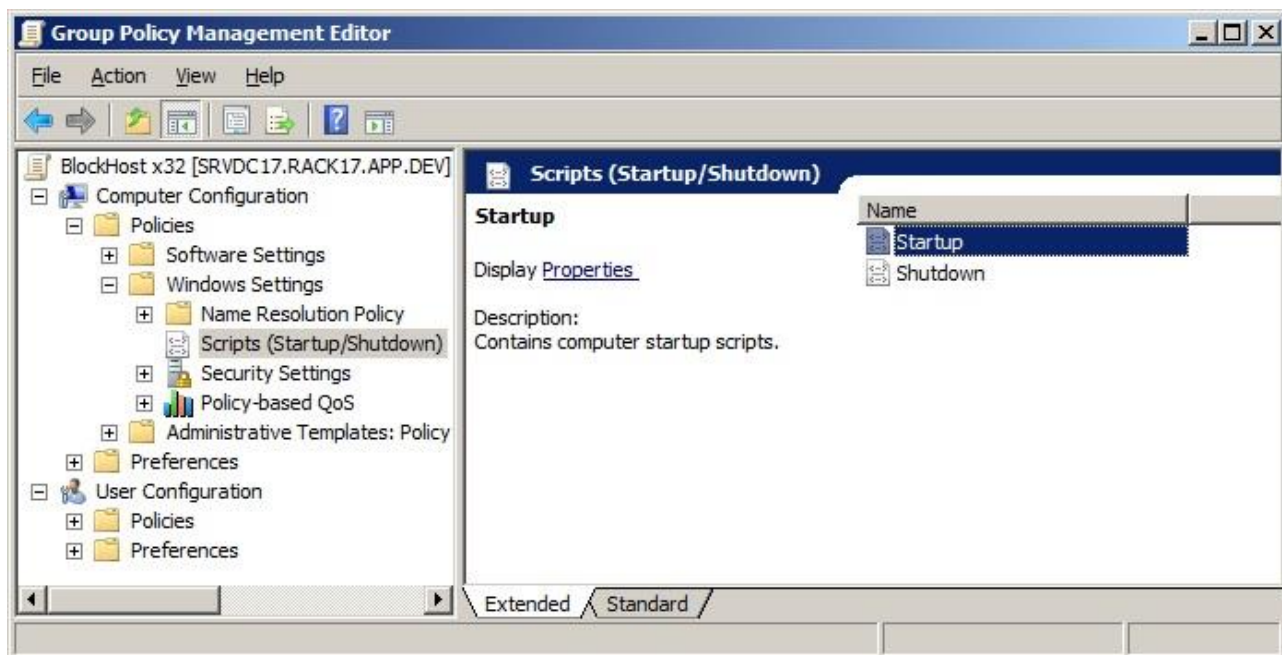 Group Policy Management Editor
File Action View Help
BlockHost x32 [SRVDC17.RACK17.APP.DEV]
Computer Configuration
Policies
Software Settings
Windows Settings
Name Resolution Policy
Scripts (Startup/Shutdown)
Security Settings
Policy-based QoS
Administrative Templates: Policy
Preferences
User Configuration
Policies
Preferences
Scripts (Startup/Shutdown)
Startup
Display Properties
Description:
Contains computer startup scripts.
Name
Startup
Shutdown
Extended Standard